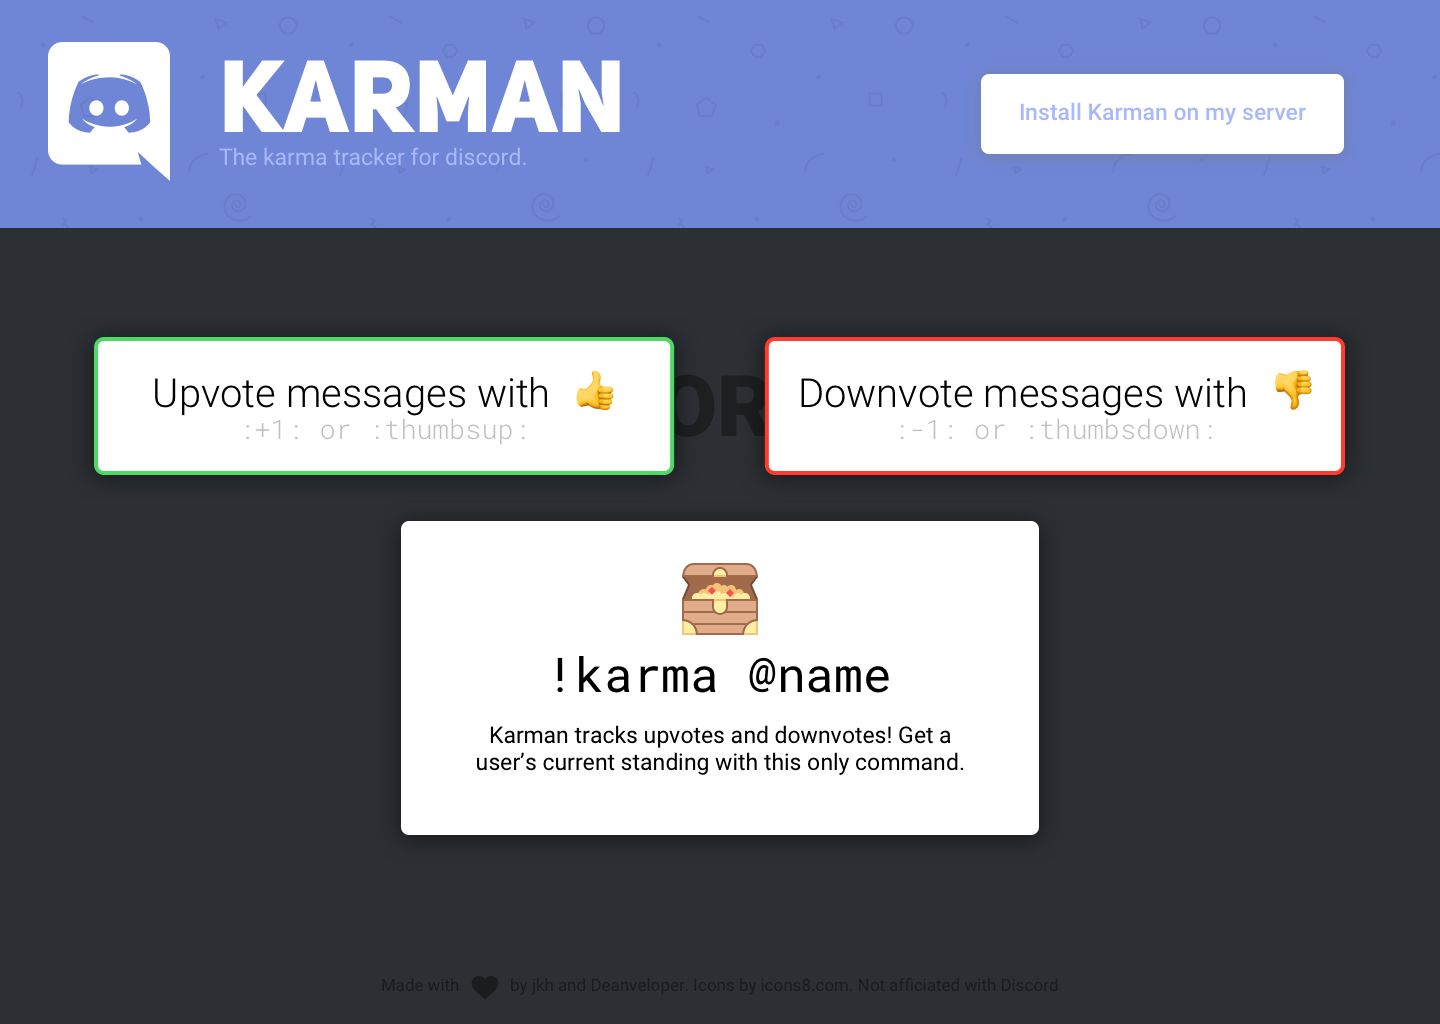 KARMAN
The karma tracker for discord.
Install Karman on my server
Upvote messages with 👍
:+1: or :thumbsup:
OR
Downvote messages with 👎
:-1: or :thumbsdown:
!karma @name
Karman tracks upvotes and downvotes! Get a
user’s current standing with this only command.
Made with ♥ by jkh and Deanveloper. Icons by icons8.com. Not afficiated with Discord